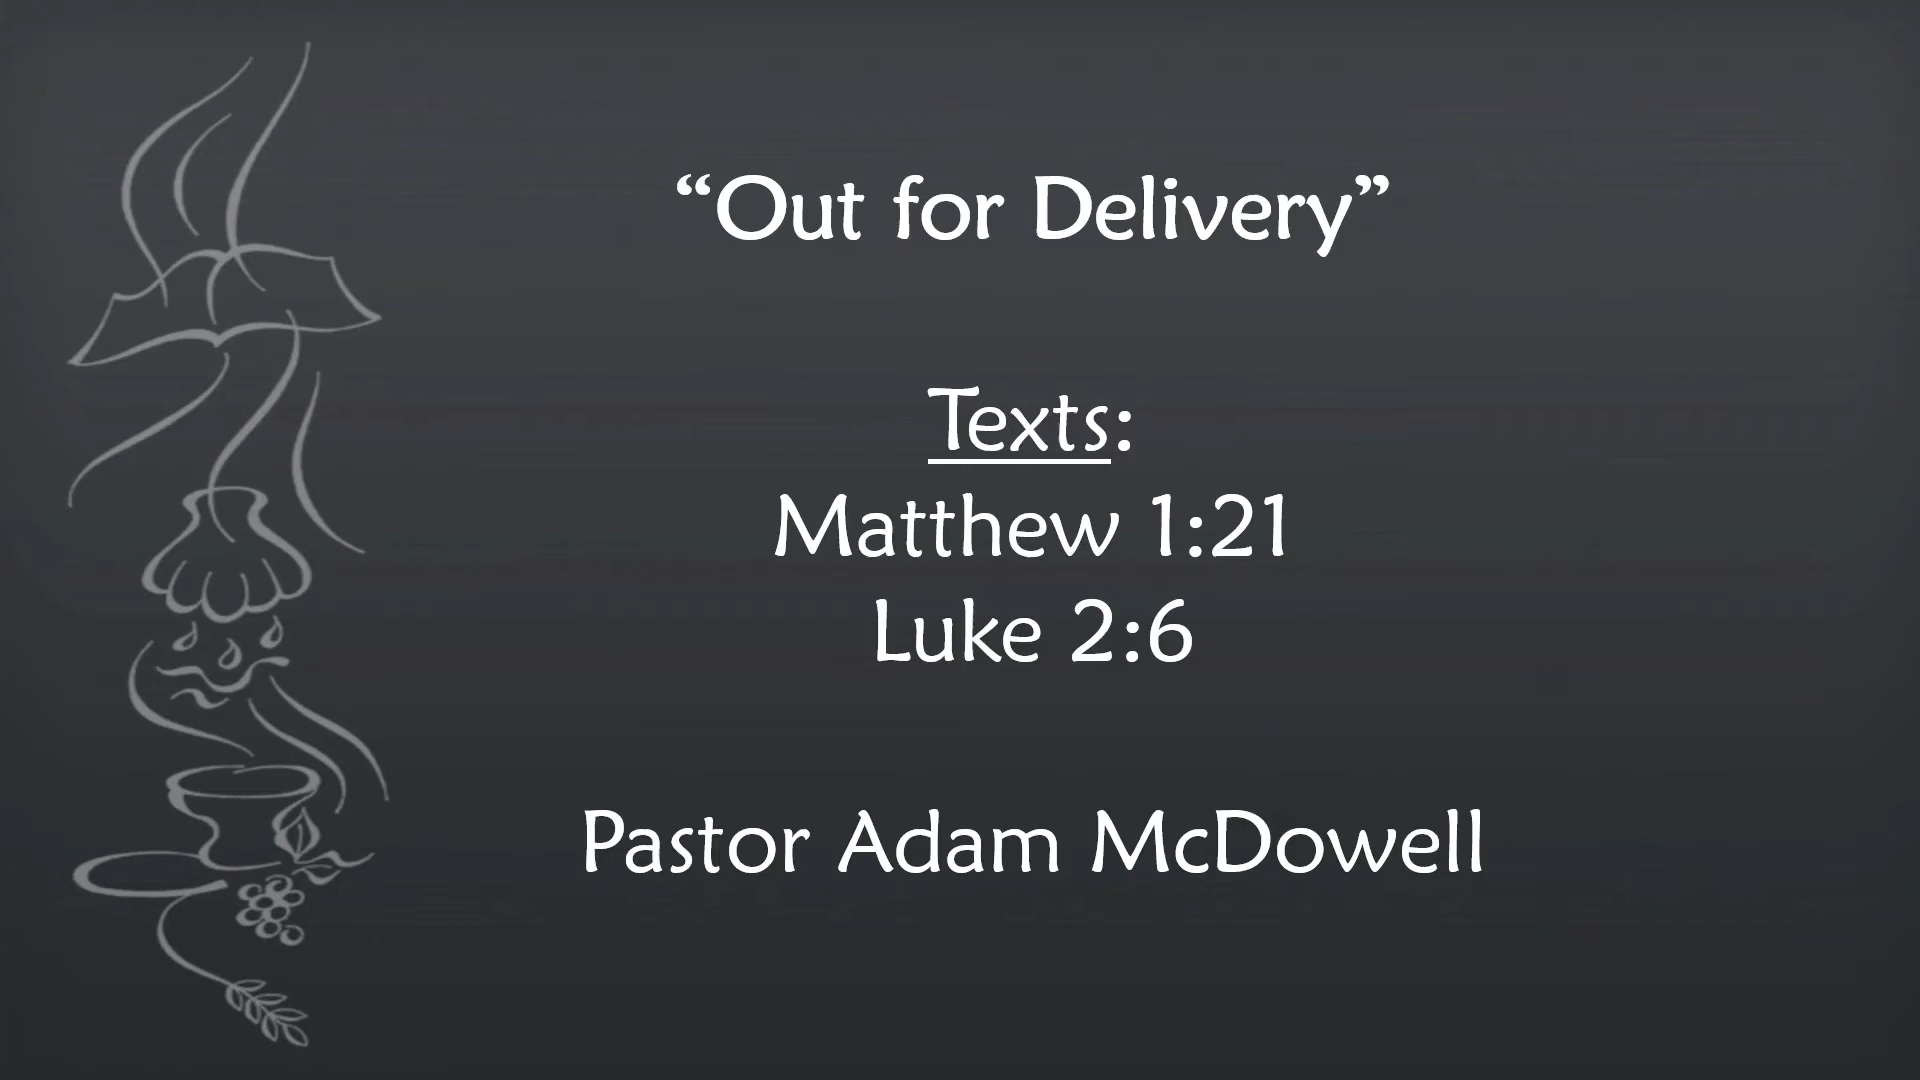 “Out for Delivery”
Texts:
Matthew 1:21
Luke 2:6
Pastor Adam McDowell